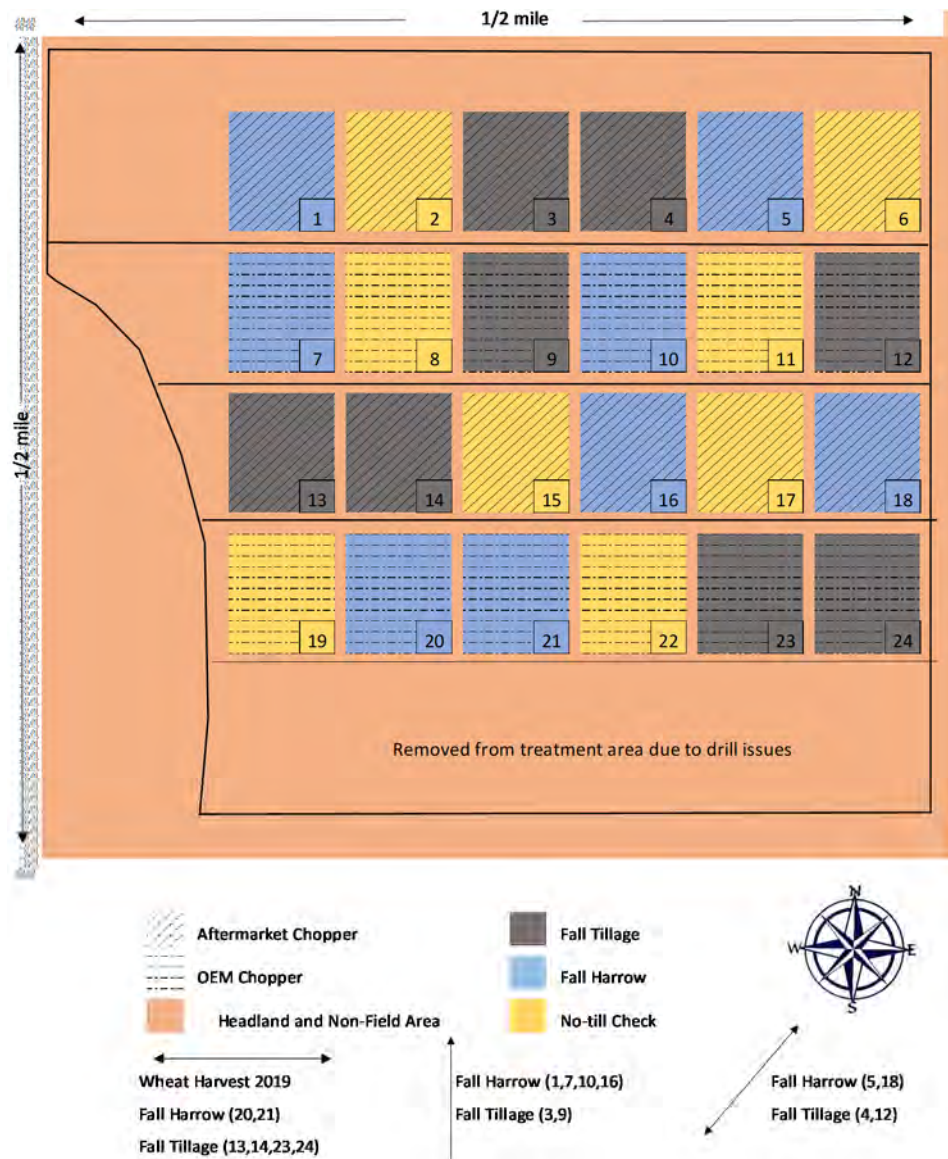 1/2 mile
1/2 mile
1 2 3 4 5 6
7 8 9 10 11 12
13 14 15 16 17 18
19 20 21 22 23 24
Removed from treatment area due to drill issues
Aftermarket Chopper
OEM Chopper
Headland and Non-Field Area
Fall Tillage
Fall Harrow
No-till Check
N
W E
S
Wheat Harvest 2019
Fall Harrow (20,21)
Fall Tillage (13,14,23,24)
Fall Harrow (1,7,10,16)
Fall Tillage (3,9)
Fall Harrow (5,18)
Fall Tillage (4,12)